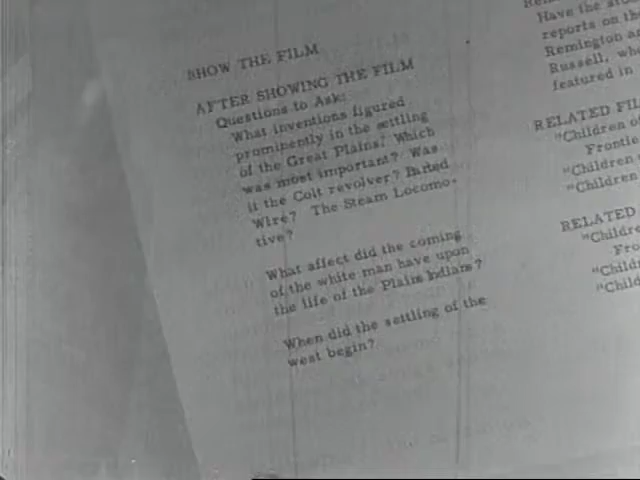 SHOW THE FILM
AFTER SHOWING THE FILM
Questions to Ask:
What inventions figured
prominently in the settling
of the Great Plains? Which
was most important? Was
it the Colt revolver? Barbed
Wire? The Steam Locomo-
tive?
What affect did the coming
of the white man have upon
the life of the Plains Indians?
When did the settling of the
west begin?
Have the
reports on the
Remington
Russell,
featured in
RELATED
"Children
Frontie
"Children
"Children
RELATED
"Childre
Fro
"Child
"Chil